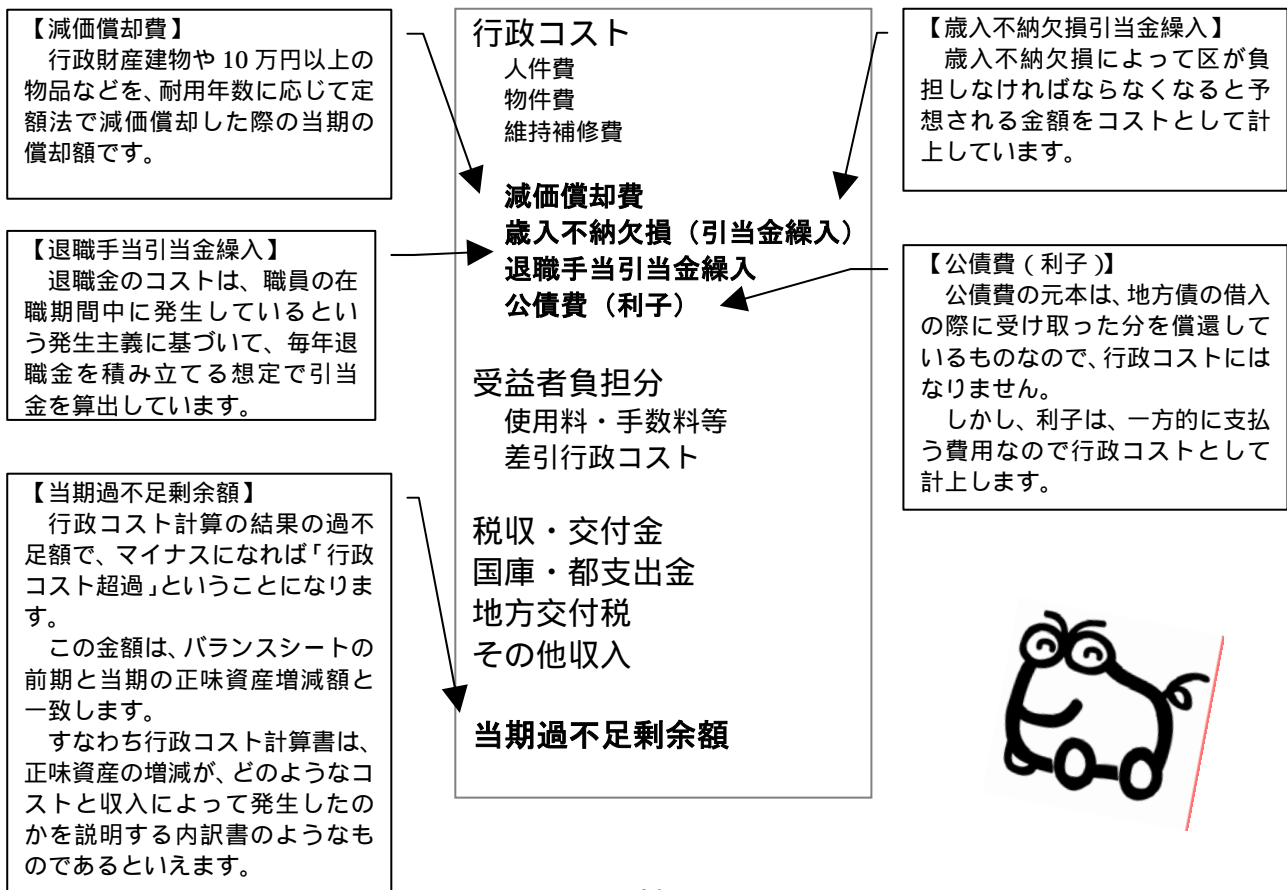 【減価償却費】
　行政財産建物や 10 万円以上の
物品などを、耐用年数に応じて定
額法で減価償却した際の当期の
償却額です。
【退職手当引当金繰入】
　退職金のコストは、職員の在
職期間中に発生しているとい
う発生主義に基づいて、毎年退
職金を積み立てる想定で引当
金を算出しています。
【当期過不足剰余額】
　行政コスト計算の結果の過不
足額で、マイナスになれば「行政
コスト超過」ということになりま
す。
　この金額は、バランスシートの
前期と当期の正味資産増減額と
一致します。
　すなわち行政コスト計算書は、
正味資産の増減が、どのようなコ
ストと収入によって発生したの
かを説明する内訳書のようなも
のであるといえます。
行政コスト
人件費
物件費
維持補修費
減価償却費
歳入不納欠損（引当金繰入）
退職手当引当金繰入
公債費（利子）
受益者負担分
使用料・手数料等
差引行政コスト
税収・交付金
国庫・都支出金
地方交付税
その他収入
当期過不足剰余額
【歳入不納欠損引当金繰入】
　歳入不納欠損によって区が負
担しなければならなくなると予
想される金額をコストとして計
上しています。
【公債費（利子）】
　公債費の元本は、地方債の借入
の際に受け取った分を償還して
いるものなので、行政コストには
なりません。
　しかし、利子は、一方的に支払
う費用なので行政コストとして
計上します。